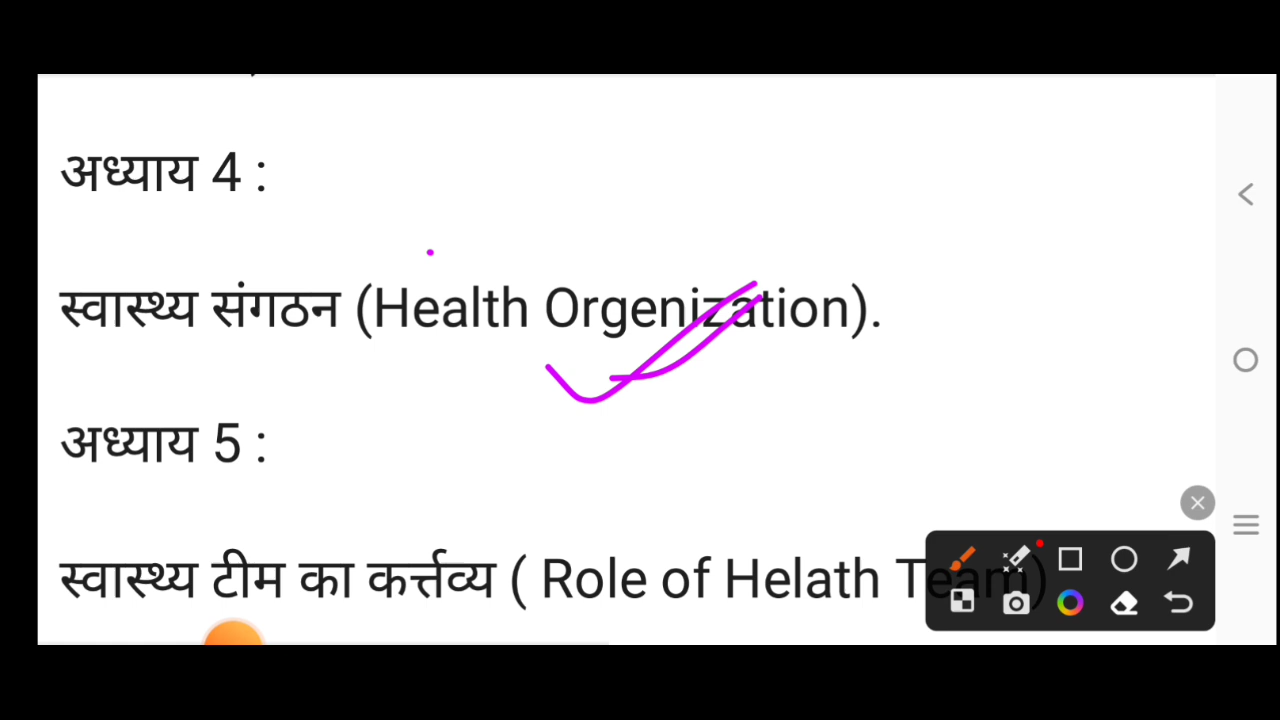 अध्याय 4 :
स्वास्थ्य संगठन (Health Orgenization).
अध्याय 5 :
स्वास्थ्य टीम का कर्त्तव्य ( Role of Helath Team)